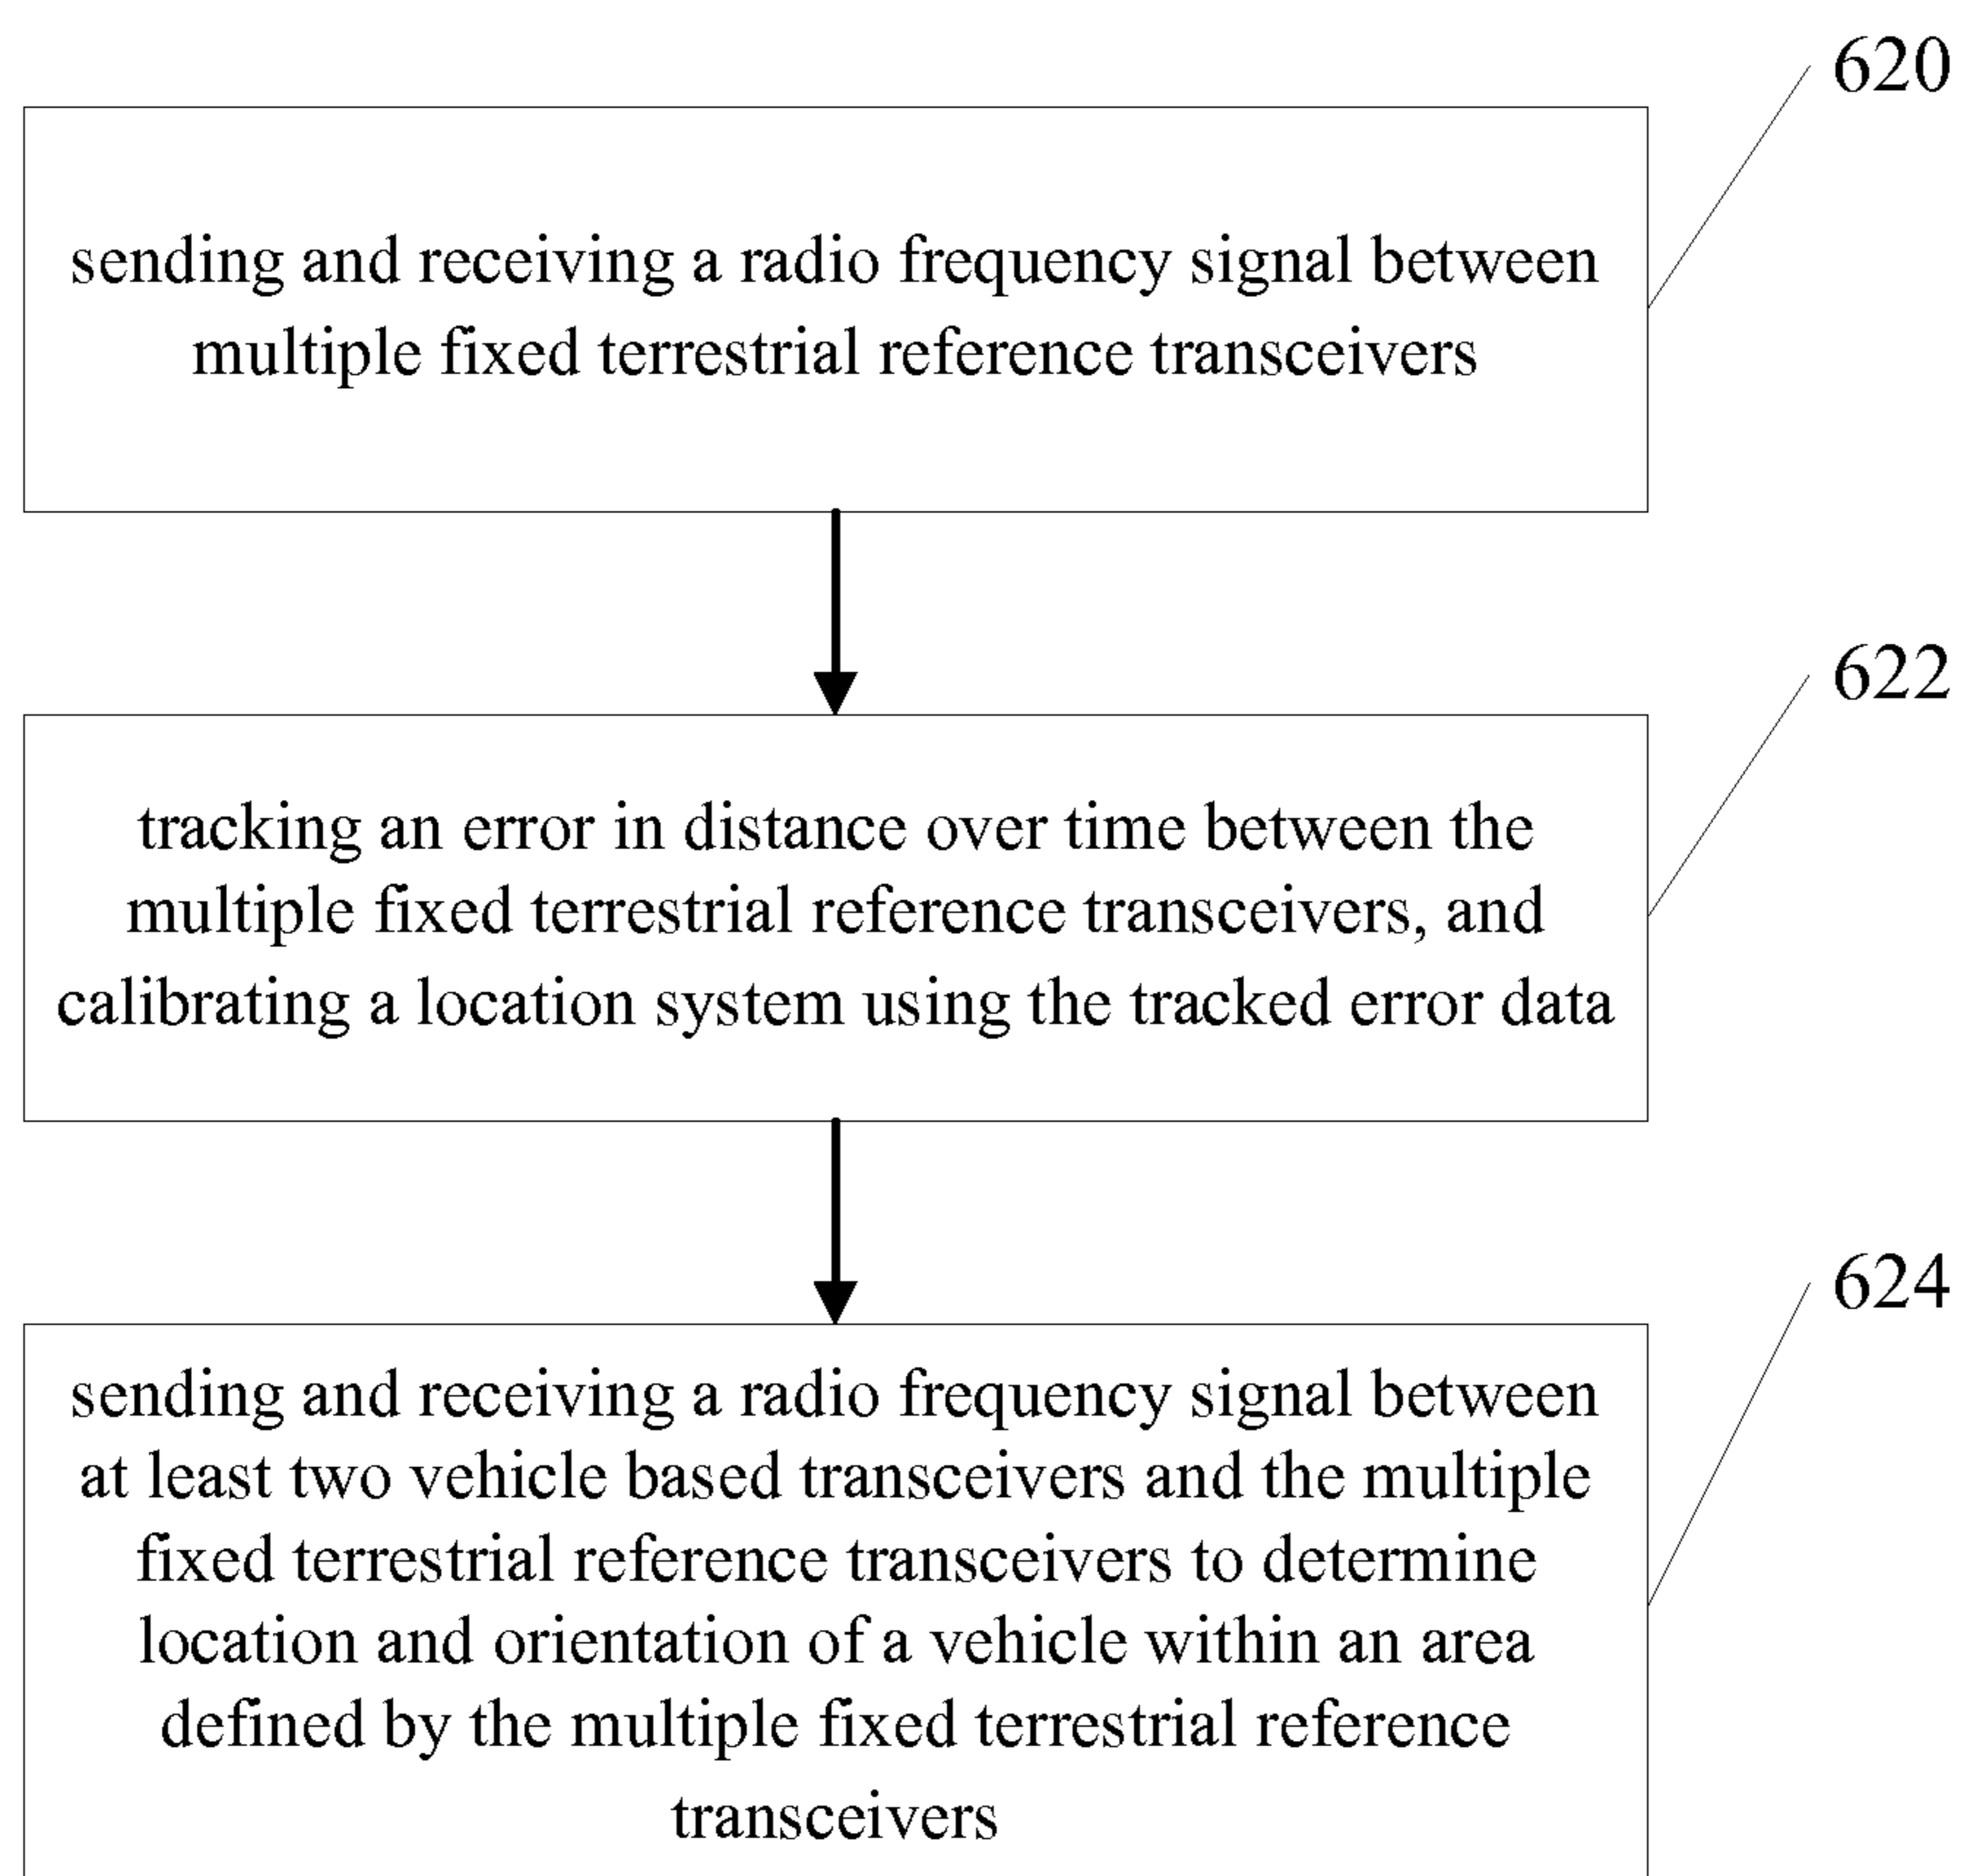 620
sending and receiving a radio frequency signal between
multiple fixed terrestrial reference transceivers
622
tracking an error in distance over time between the
multiple fixed terrestrial reference transceivers, and
calibrating a location system using the tracked error data
624
sending and receiving a radio frequency signal between
at least two vehicle based transceivers and the multiple
fixed terrestrial reference transceivers to determine
location and orientation of a vehicle within an area
defined by the multiple fixed terrestrial reference
transceivers